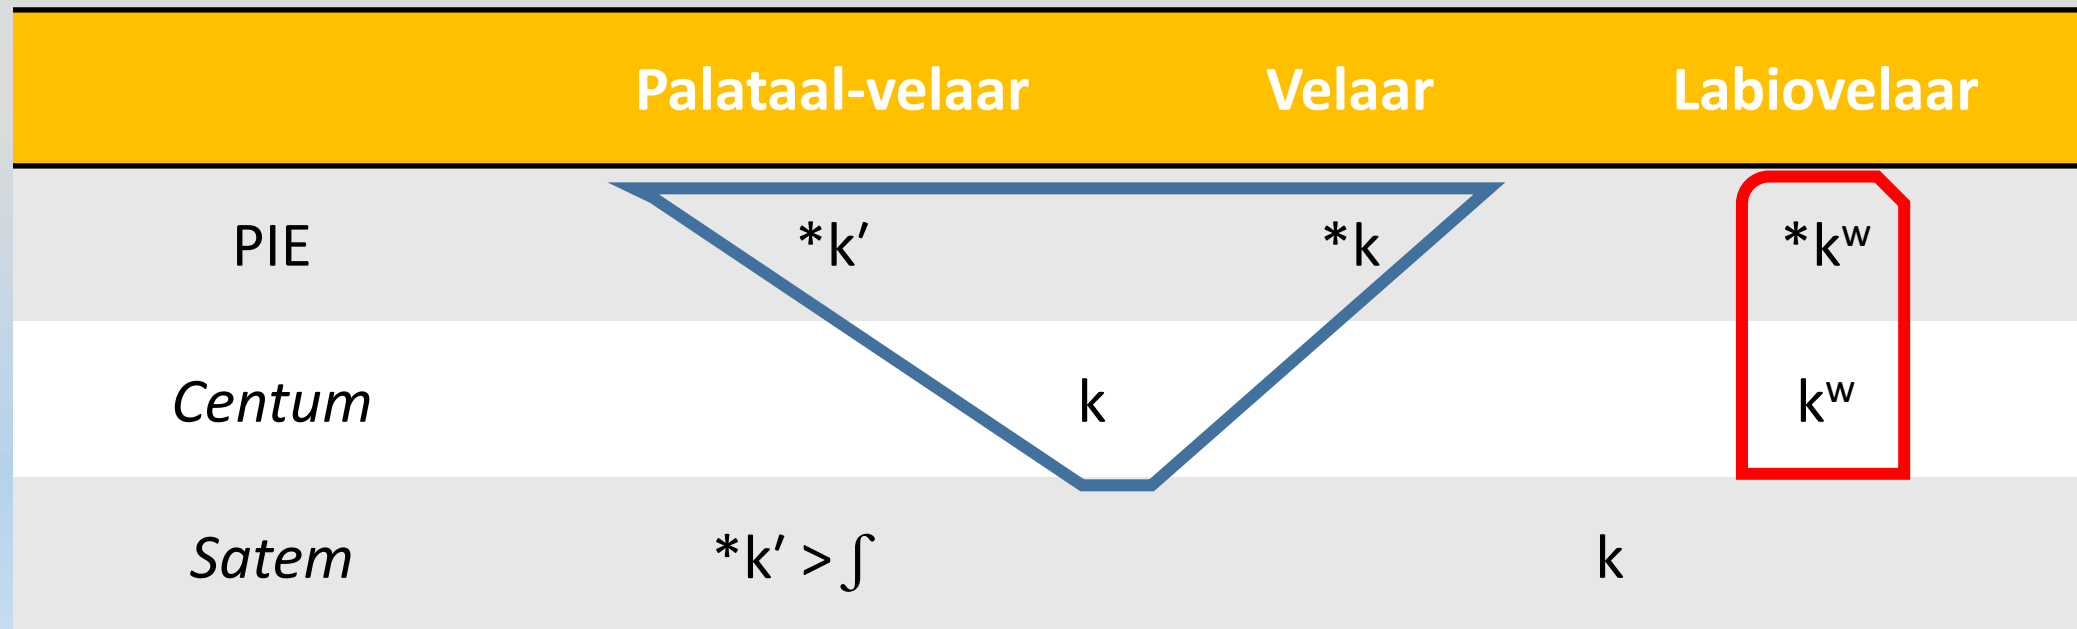 Palataal-velaar Velaar Labiovelaar
PIE *k′ *k *kʷ
Centum k kʷ
Satem *k′ > ∫ k